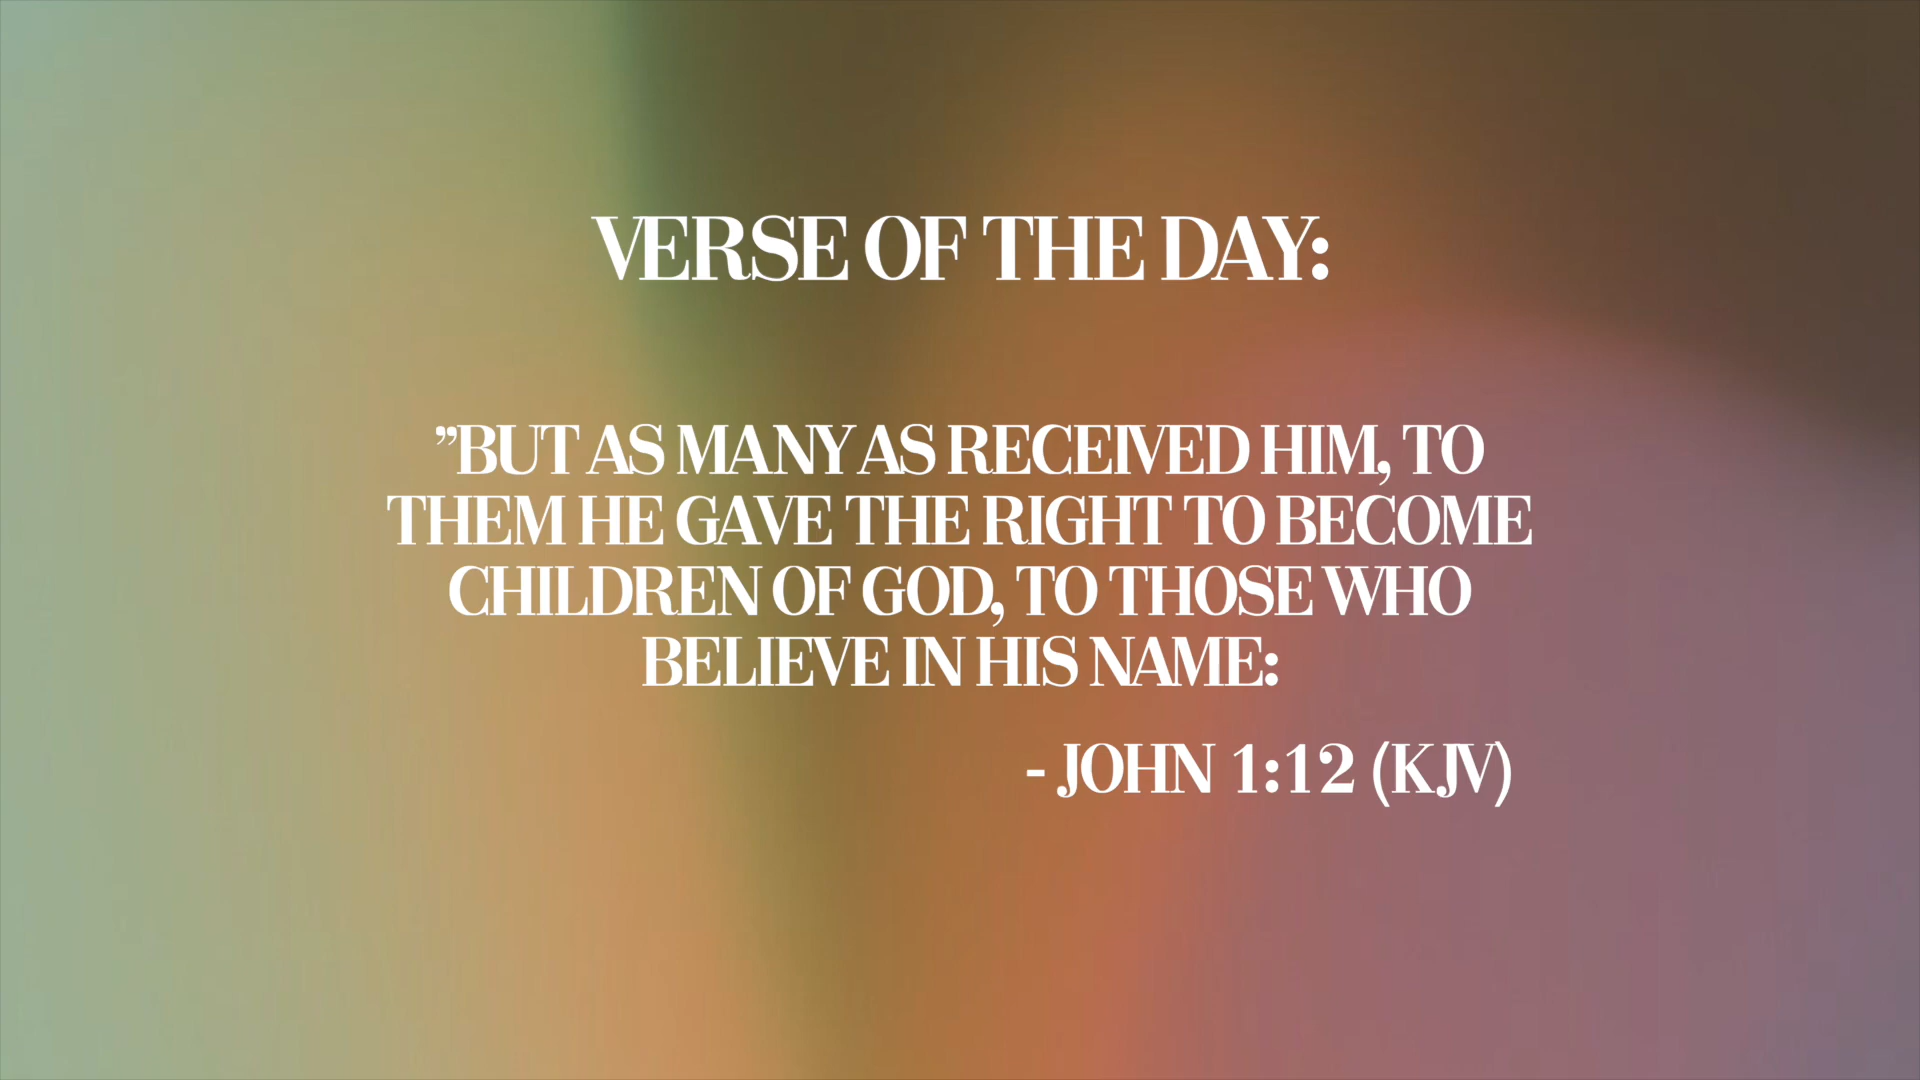 VERSE OF THE DAY:
”BUT AS MANY AS RECEIVED HIM, TO
THEM HE GAVE THE RIGHT TO BECOME
CHILDREN OF GOD, TO THOSE WHO
BELIEVE IN HIS NAME:
- JOHN 1:12 (KJV)